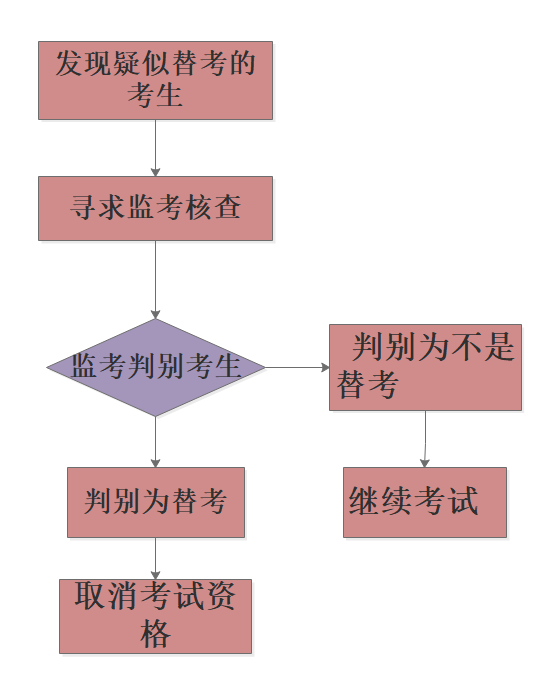 发现疑似替考的
考生
寻求监考核查
监考判别考生
判别为不是
替考
判别为替考
继续考试
取消考试资
格